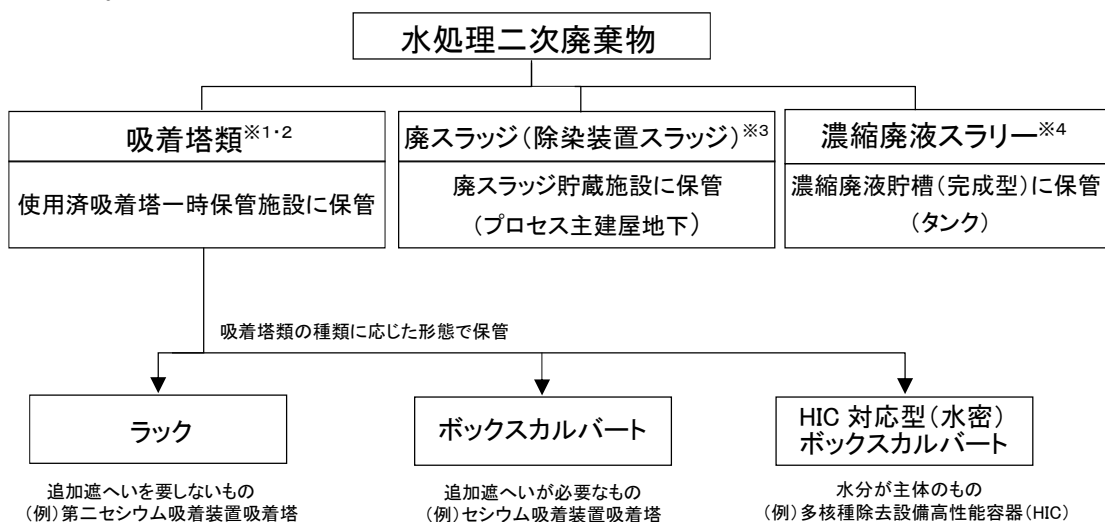 水処理二次廃棄物
吸着塔類※1・2
使用済吸着塔一時保管施設に保管
廃スラッジ(除染装置スラッジ)※3
廃スラッジ貯蔵施設に保管
(プロセス主建屋地下)
濃縮廃液スラリー※4
濃縮廃液貯槽(完成型)に保管
(タンク)
吸着塔類の種類に応じた形態で保管
ラック
追加遮へいを要しないもの
(例)第二セシウム吸着装置吸着塔
ボックスカルバート
追加遮へいが必要なもの
(例)セシウム吸着装置吸着塔
HIC 対応型(水密)
ボックスカルバート
水分が主体のもの
(例)多核種除去設備高性能容器(HIC)